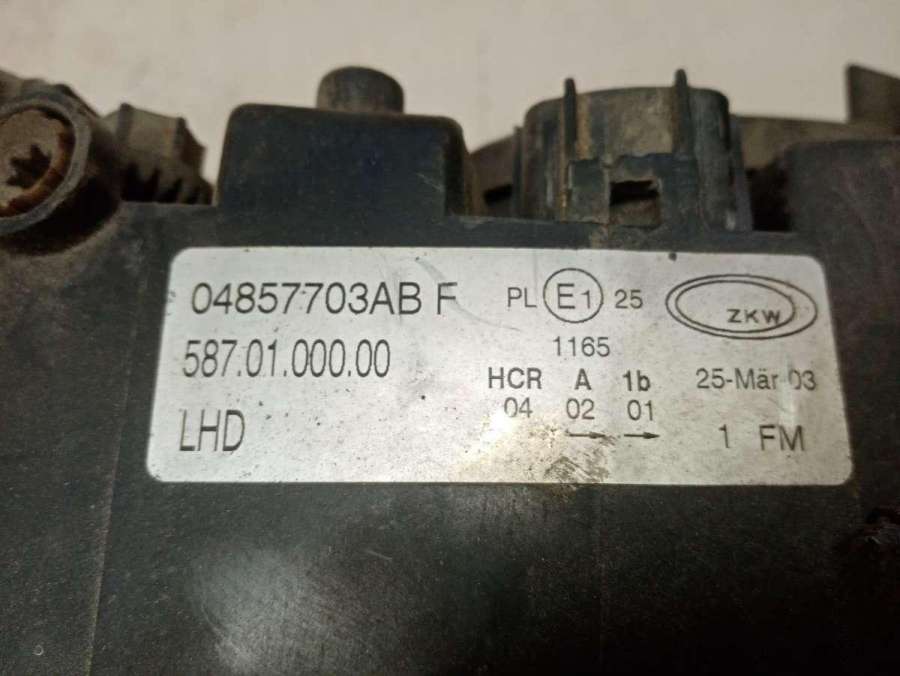 04857703AB F
587.01.000.00
LHD
PL E1 25
1165
HCR A 1b
04 02 01
→ →
ZKW
25-Mär 03
1 FM